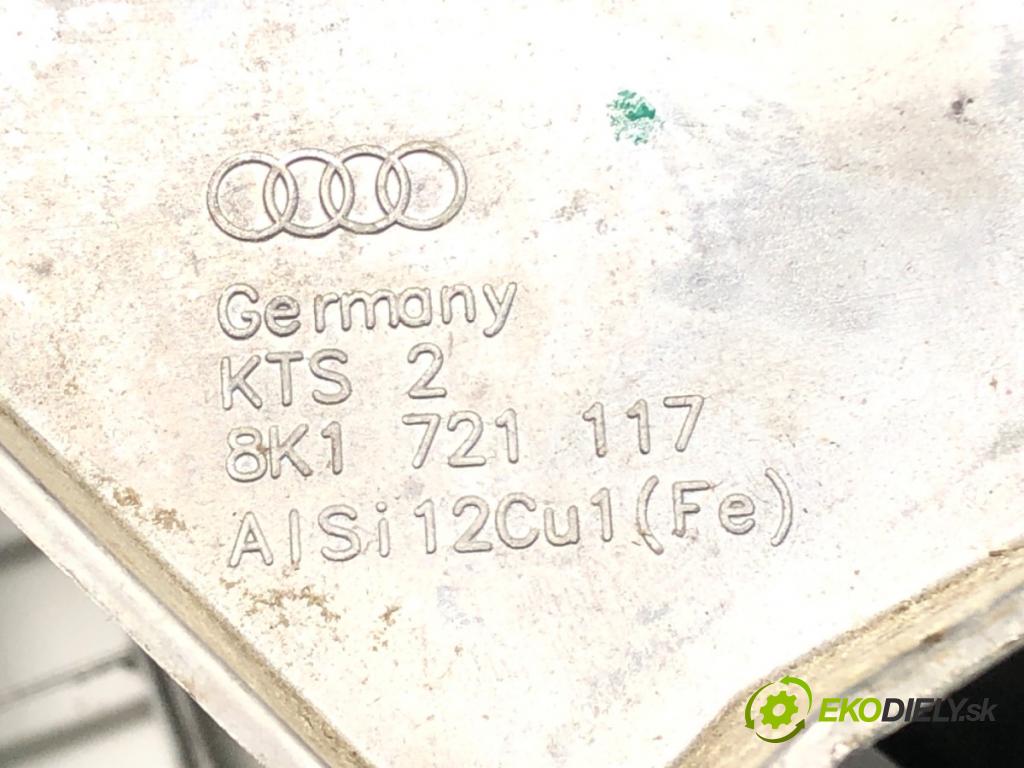 Germany
KTS 2
8K1 721 117
AlSi12Cu1(Fe)
EKODIELY.sk